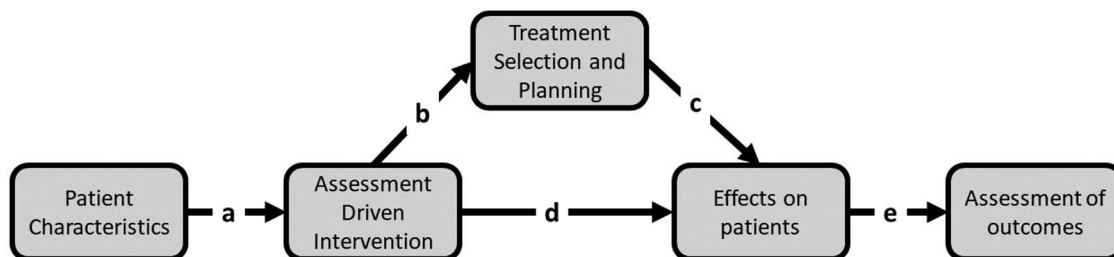 Treatment
Selection and
Planning
b
c
Patient
Characteristics
a
Assessment
Driven
Intervention
d
Effects on
patients
e
Assessment of
outcomes